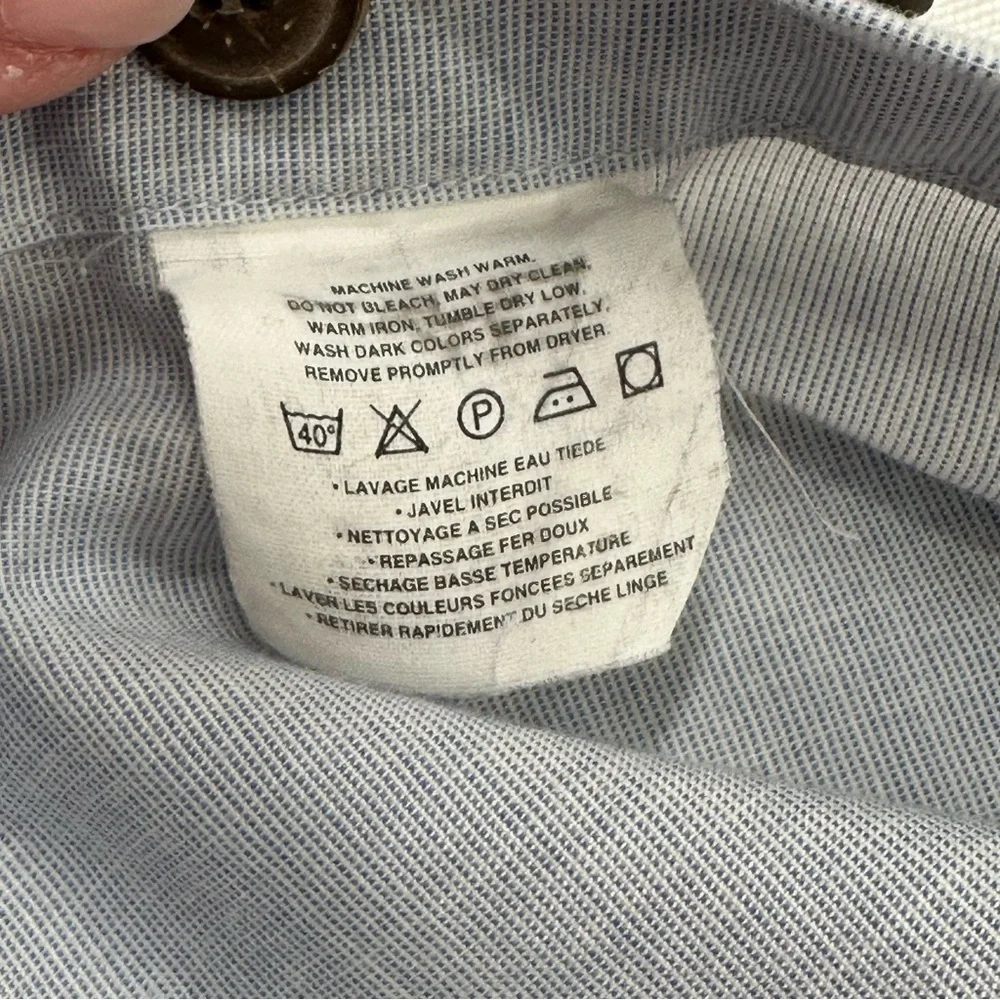 MACHINE WASH WARM.
DO NOT BLEACH, MAY DRY CLEAN,
WARM IRON, TUMBLE DRY LOW,
WASH DARK COLORS SEPARATELY,
REMOVE PROMPTLY FROM DRYER.
40° P
• LAVAGE MACHINE EAU TIEDE
• JAVEL INTERDIT
• NETTOYAGE A SEC POSSIBLE
• REPASSAGE FER DOUX
• SECHAGE BASSE TEMPERATURE
• LAVER LES COULEURS FONCEES SEPAREMENT
• RETIRER RAPIDEMENT DU SECHE LINGE